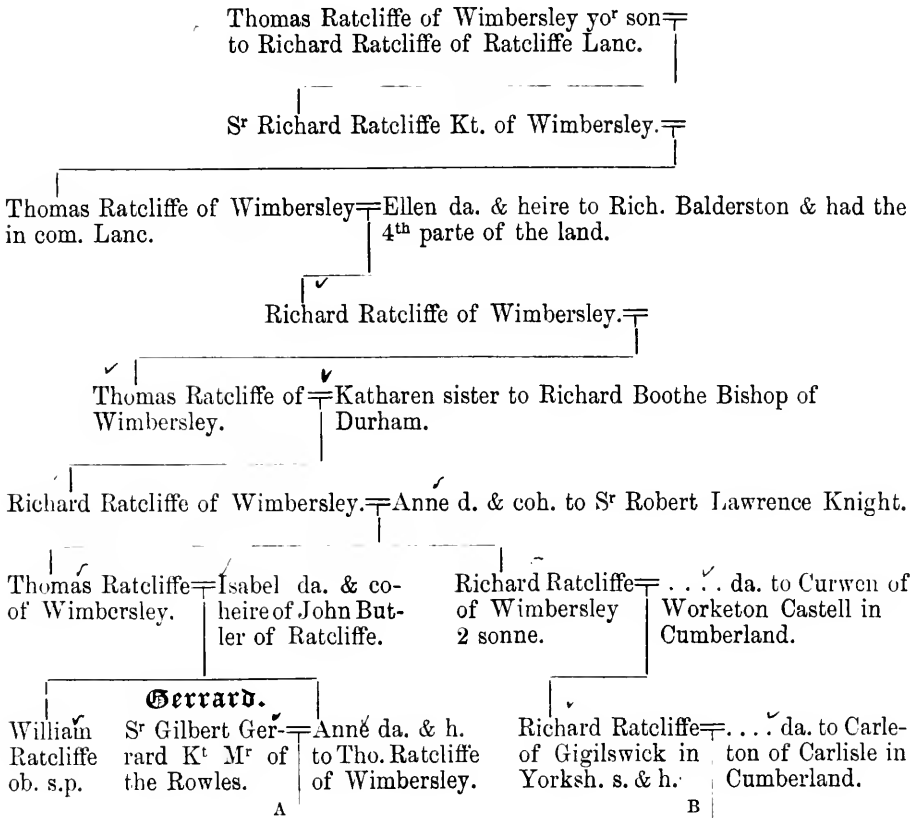 Thomas Ratcliffe of Wimbersley yoʳ son
to Richard Ratcliffe of Ratcliffe Lanc.
Sʳ Richard Ratcliffe Kt. of Wimbersley.
Thomas Ratcliffe of Wimbersley
in com. Lanc.
Ellen da. & heire to Rich. Balderston & had the
4ᵗʰ parte of the land.
Richard Ratcliffe of Wimbersley.
Thomas Ratcliffe of
Wimbersley.
Katharen sister to Richard Boothe Bishop of
Durham.
Richard Ratcliffe of Wimbersley.
Anne d. & coh. to Sʳ Robert Lawrence Knight.
Thomas Ratcliffe
of Wimbersley.
Isabel da. & co-
heire of John But-
ler of Ratcliffe.
Richard Ratcliffe
of Wimbersley
2 sonne.
. . . . da. to Curwen of
Worketon Castell in
Cumberland.
William
Ratcliffe
ob. s.p.
Gerrard.
Sʳ Gilbert Ger-
rard Kᵗ Mʳ of
the Rowles.
Anne da. & h.
to Tho. Ratcliffe
of Wimbersley.
Richard Ratcliffe
of Gigilswick in
Yorksh. s. & h.
. . . . da. to Carle-
ton of Carlisle in
Cumberland.
A
B